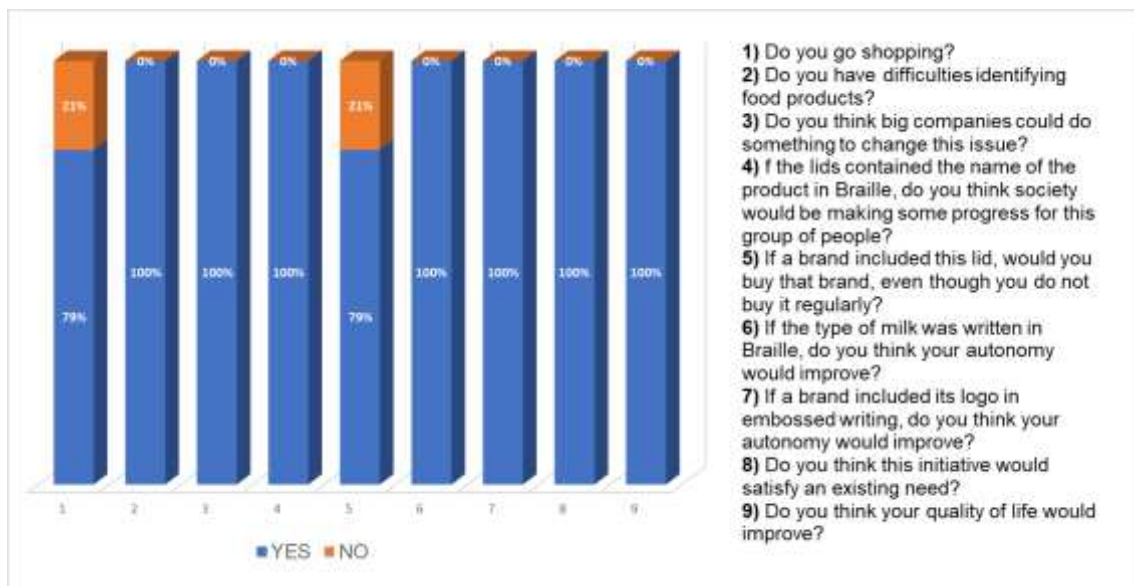 0% 0% 0% 0% 0% 0% 0%
21% 21%
100% 100% 100% 100% 100% 100% 100%
79% 79%
1 2 3 4 5 6 7 8 9
YES NO
1) Do you go shopping?
2) Do you have difficulties identifying
food products?
3) Do you think big companies could do
something to change this issue?
4) f the lids contained the name of the
product in Braille, do you think society
would be making some progress for this
group of people?
5) If a brand included this lid, would you
buy that brand, even though you do not
buy it regularly?
6) If the type of milk was written in
Braille, do you think your autonomy
would improve?
7) If a brand included its logo in
embossed writing, do you think your
autonomy would improve?
8) Do you think this initiative would
satisfy an existing need?
9) Do you think your quality of life would
improve?